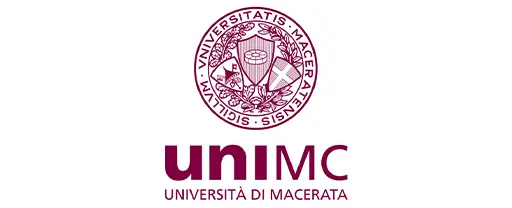 SIGILLVM · VNIVERSITATIS · MACERATENSIS ·
uniMC
UNIVERSITÀ DI MACERATA